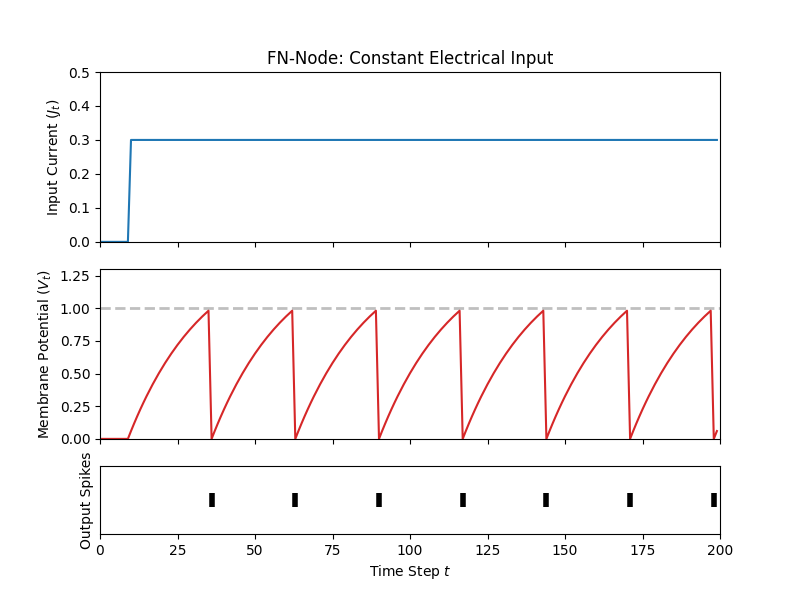 FN-Node: Constant Electrical Input
Input Current (J_t)
0.5
0.4
0.3
0.2
0.1
0.0
Membrane Potential (V_t)
1.25
1.00
0.75
0.50
0.25
0.00
Output Spikes
0 25 50 75 100 125 150 175 200
Time Step t